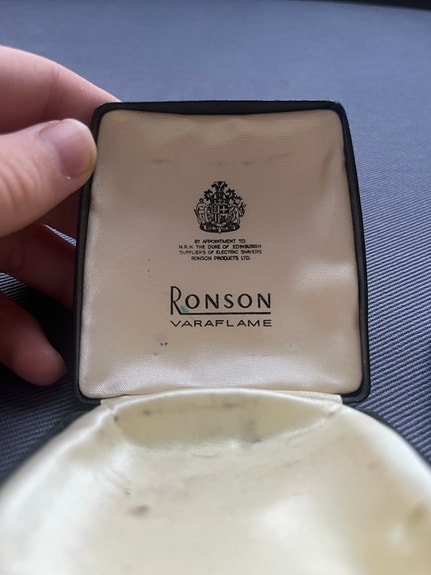 BY APPOINTMENT TO
H.R.H. THE DUKE OF EDINBURGH
SUPPLIERS OF ELECTRIC SHAVERS
RONSON PRODUCTS LTD.
RONSON
VARAFLAME